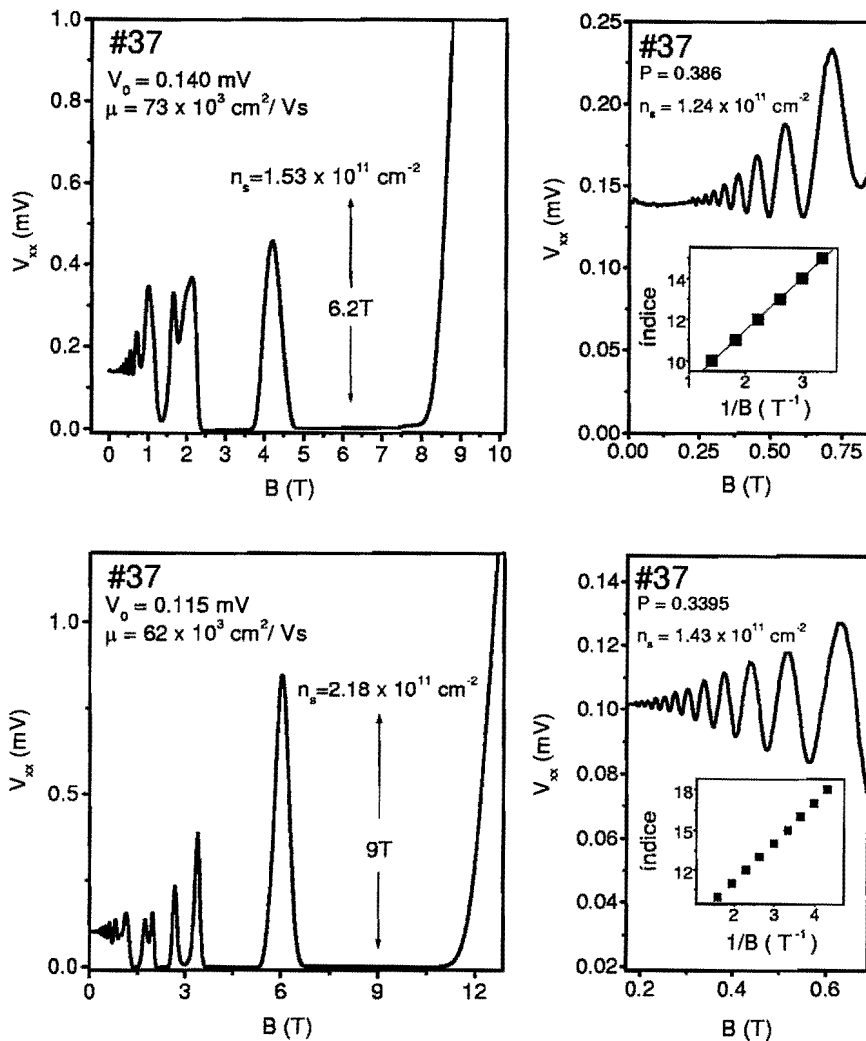 #37
V₀ = 0.140 mV
μ = 73 x 10³ cm²/ Vs
nₛ=1.53 x 10¹¹ cm⁻²
6.2T
1.0
0.8
0.6
0.4
0.2
0.0
Vₓₓ (mV)
0 1 2 3 4 5 6 7 8 9 10
B (T)
#37
P = 0.386
nₛ = 1.24 x 10¹¹ cm⁻²
0.25
0.20
0.15
0.10
0.05
0.00
Vₓₓ (mV)
14
12
10
índice
1 2 3
1/B ( T⁻¹)
0.00 0.25 0.50 0.75
B (T)
#37
V₀ = 0.115 mV
μ = 62 x 10³ cm²/ Vs
nₛ=2.18 x 10¹¹ cm⁻²
9T
1.0
0.5
0.0
Vₓₓ (mV)
0 3 6 9 12
B (T)
#37
P = 0.3395
nₛ = 1.43 x 10¹¹ cm⁻²
0.14
0.12
0.10
0.08
0.06
0.04
0.02
Vₓₓ (mV)
18
15
12
índice
2 3 4
1/B ( T⁻¹)
0.2 0.4 0.6
B (T)